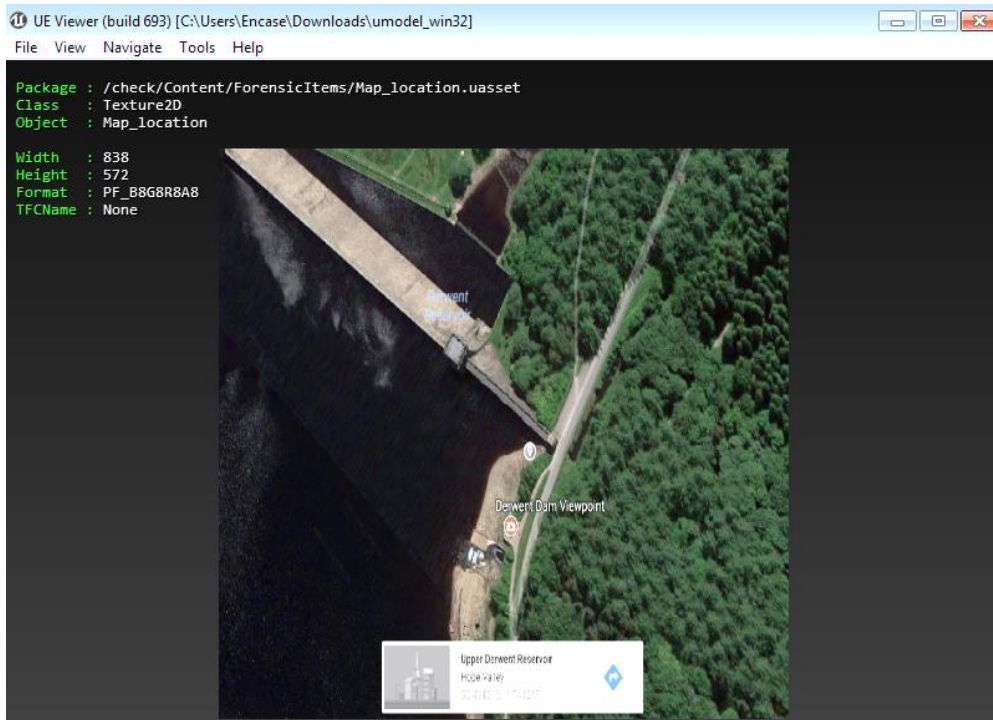 UE Viewer (build 693) [C:\Users\Encase\Downloads\umodel_win32]
File View Navigate Tools Help
Package : /check/Content/ForensicItems/Map_location.uasset
Class : Texture2D
Object : Map_location
Width : 838
Height : 572
Format : PF_B8G8R8A8
TFCName : None
Derwent
Reservoir
Derwent Dam Viewpoint
Upper Derwent Reservoir
Hope Valley